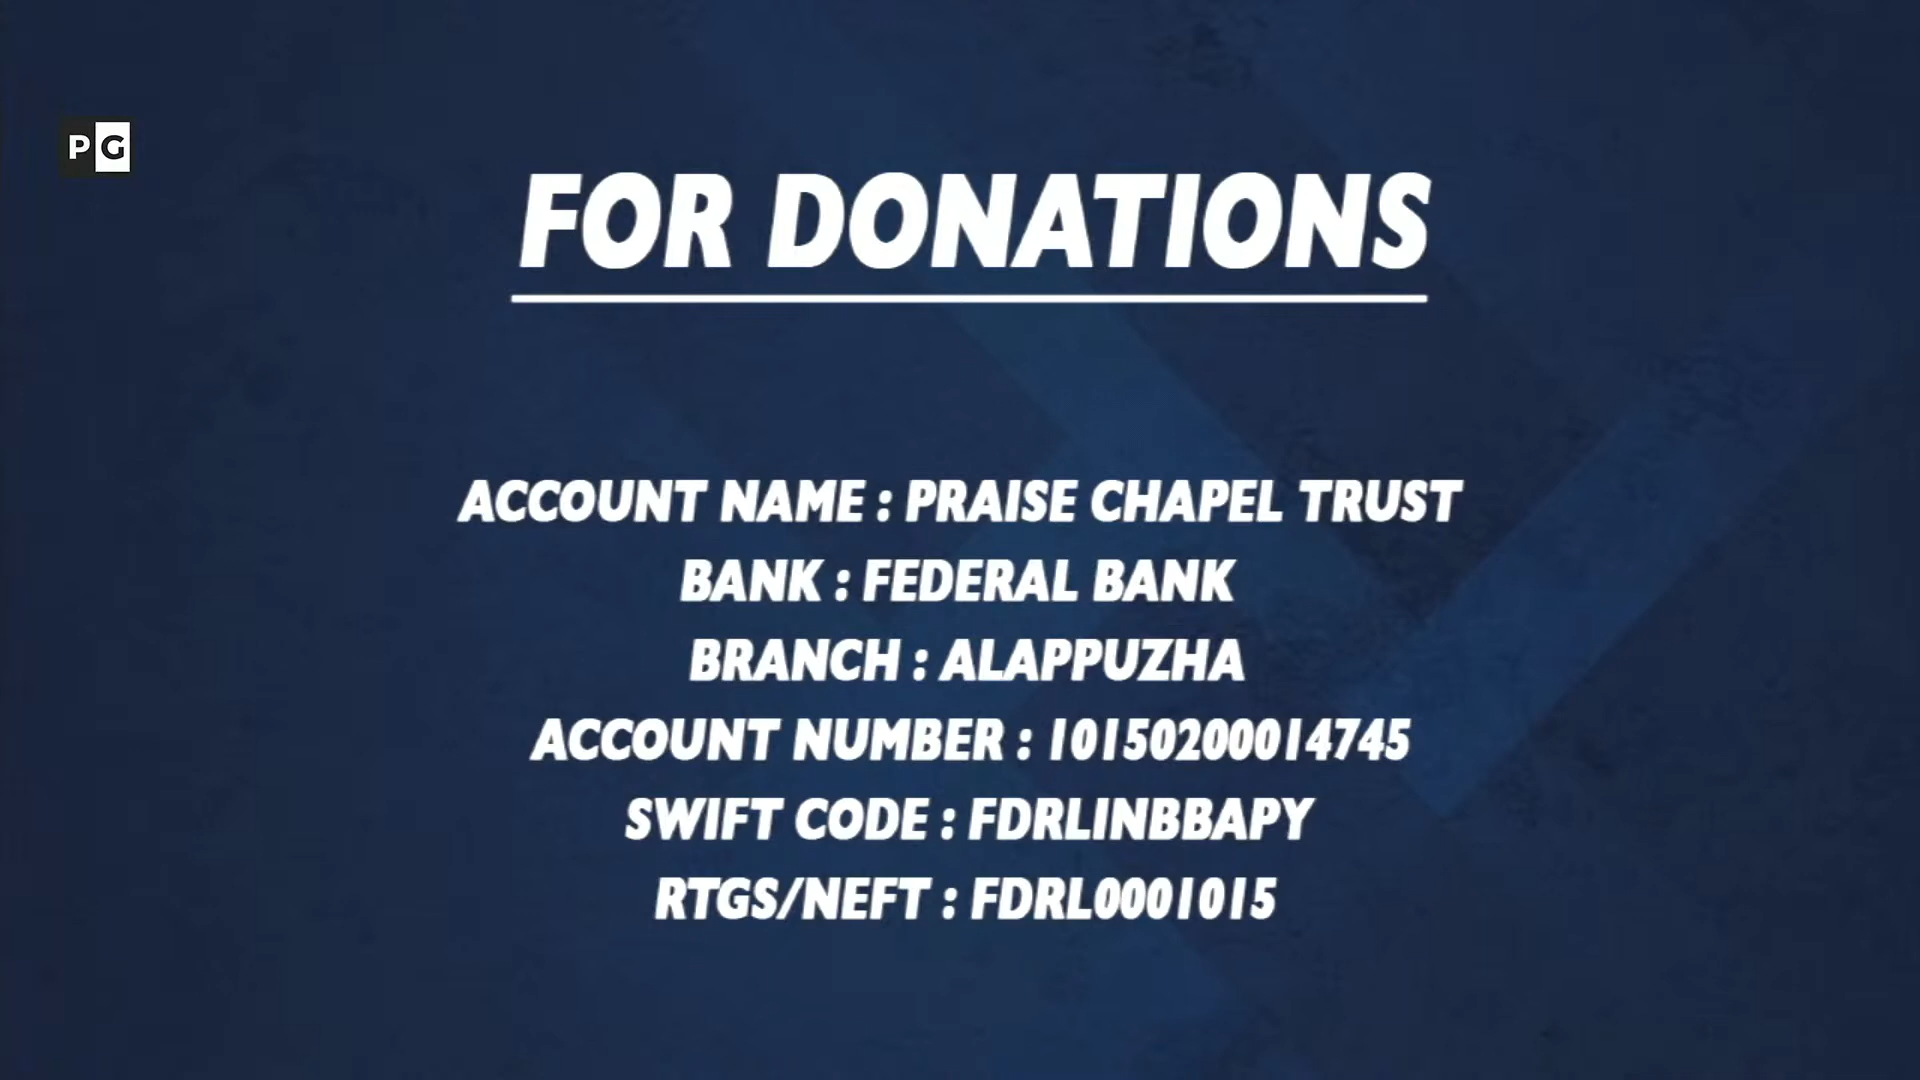 PG
FOR DONATIONS
ACCOUNT NAME : PRAISE CHAPEL TRUST
BANK : FEDERAL BANK
BRANCH : ALAPPUZHA
ACCOUNT NUMBER : 10150200014745
SWIFT CODE : FDRLINBBAPY
RTGS/NEFT : FDRL0001015